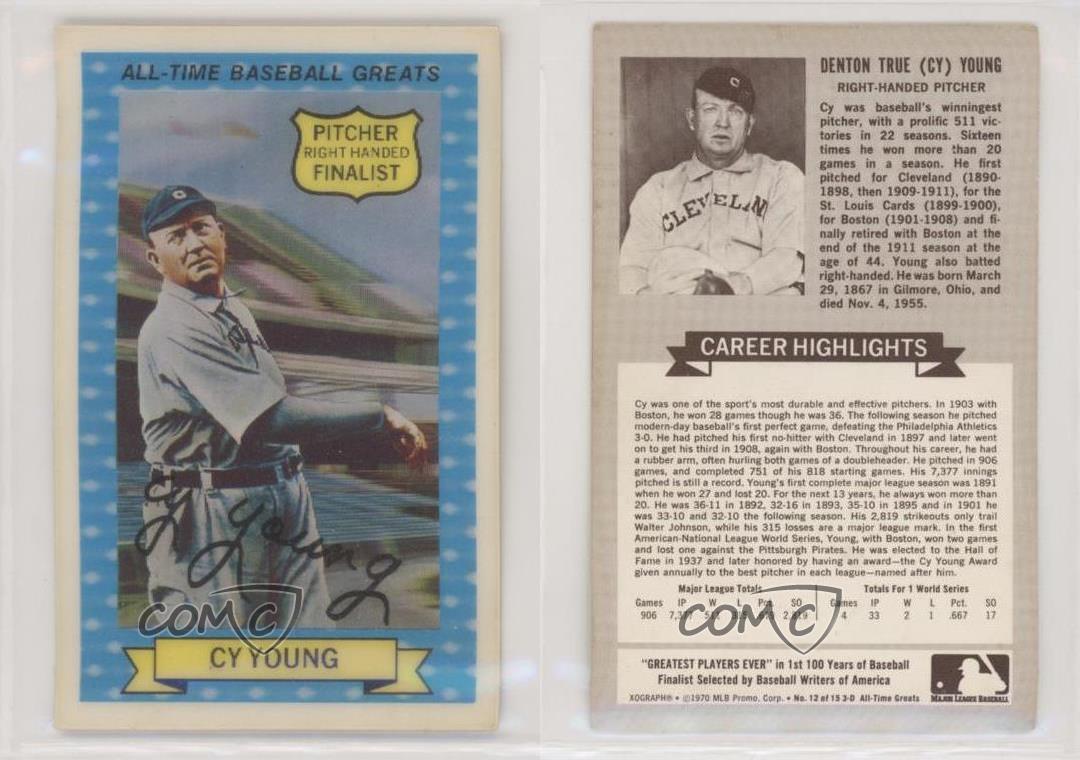 ALL-TIME BASEBALL GREATS
PITCHER
RIGHT HANDED
FINALIST
C
Cy Young
COMC
CY YOUNG
DENTON TRUE (CY) YOUNG
RIGHT-HANDED PITCHER
Cy was baseball's winningest
pitcher, with a prolific 511 vic-
tories in 22 seasons. Sixteen
times he won more than 20
games in a season. He first
pitched for Cleveland (1890-
1898, then 1909-1911), for the
St. Louis Cards (1899-1900),
for Boston (1901-1908) and fi-
nally retired with Boston at the
end of the 1911 season at the
age of 44. Young also batted
right-handed. He was born March
29, 1867 in Gilmore, Ohio, and
died Nov. 4, 1955.
C
CLEVELAN
CAREER HIGHLIGHTS
Cy was one of the sport's most durable and effective pitchers. In 1903 with
Boston, he won 28 games though he was 36. The following season he pitched
modern-day baseball's first perfect game, defeating the Philadelphia Athletics
3-0. He had pitched his first no-hitter with Cleveland in 1897 and later went
on to get his third in 1908, again with Boston. Throughout his career, he had
a rubber arm, often hurling both games of a doubleheader. He pitched in 906
games, and completed 751 of his 818 starting games. His 7,377 innings
pitched is still a record. Young's first complete major league season was 1891
when he won 27 and lost 20. For the next 13 years, he always won more than
20. He was 36-11 in 1892, 32-16 in 1893, 35-10 in 1895 and in 1901 he
was 33-10 and 32-10 the following season. His 2,819 strikeouts only trail
Walter Johnson, while his 315 losses are a major league mark. In the first
American-National League World Series, Young, with Boston, won two games
and lost one against the Pittsburgh Pirates. He was elected to the Hall of
Fame in 1937 and later honored by having an award—the Cy Young Award
given annually to the best pitcher in each league—named after him.
Major League Totals Totals For 1 World Series
Games IP W L Pct. SO Games IP W L Pct. SO
906 7,377 511 315 2,819 4 33 2 1 .667 17
COMC
"GREATEST PLAYERS EVER" in 1st 100 Years of Baseball
Finalist Selected by Baseball Writers of America
XOGRAPH® • ©1970 MLB Promo. Corp. • No. 12 of 15 3-D All-Time Greats
MAJOR LEAGUE BASEBALL